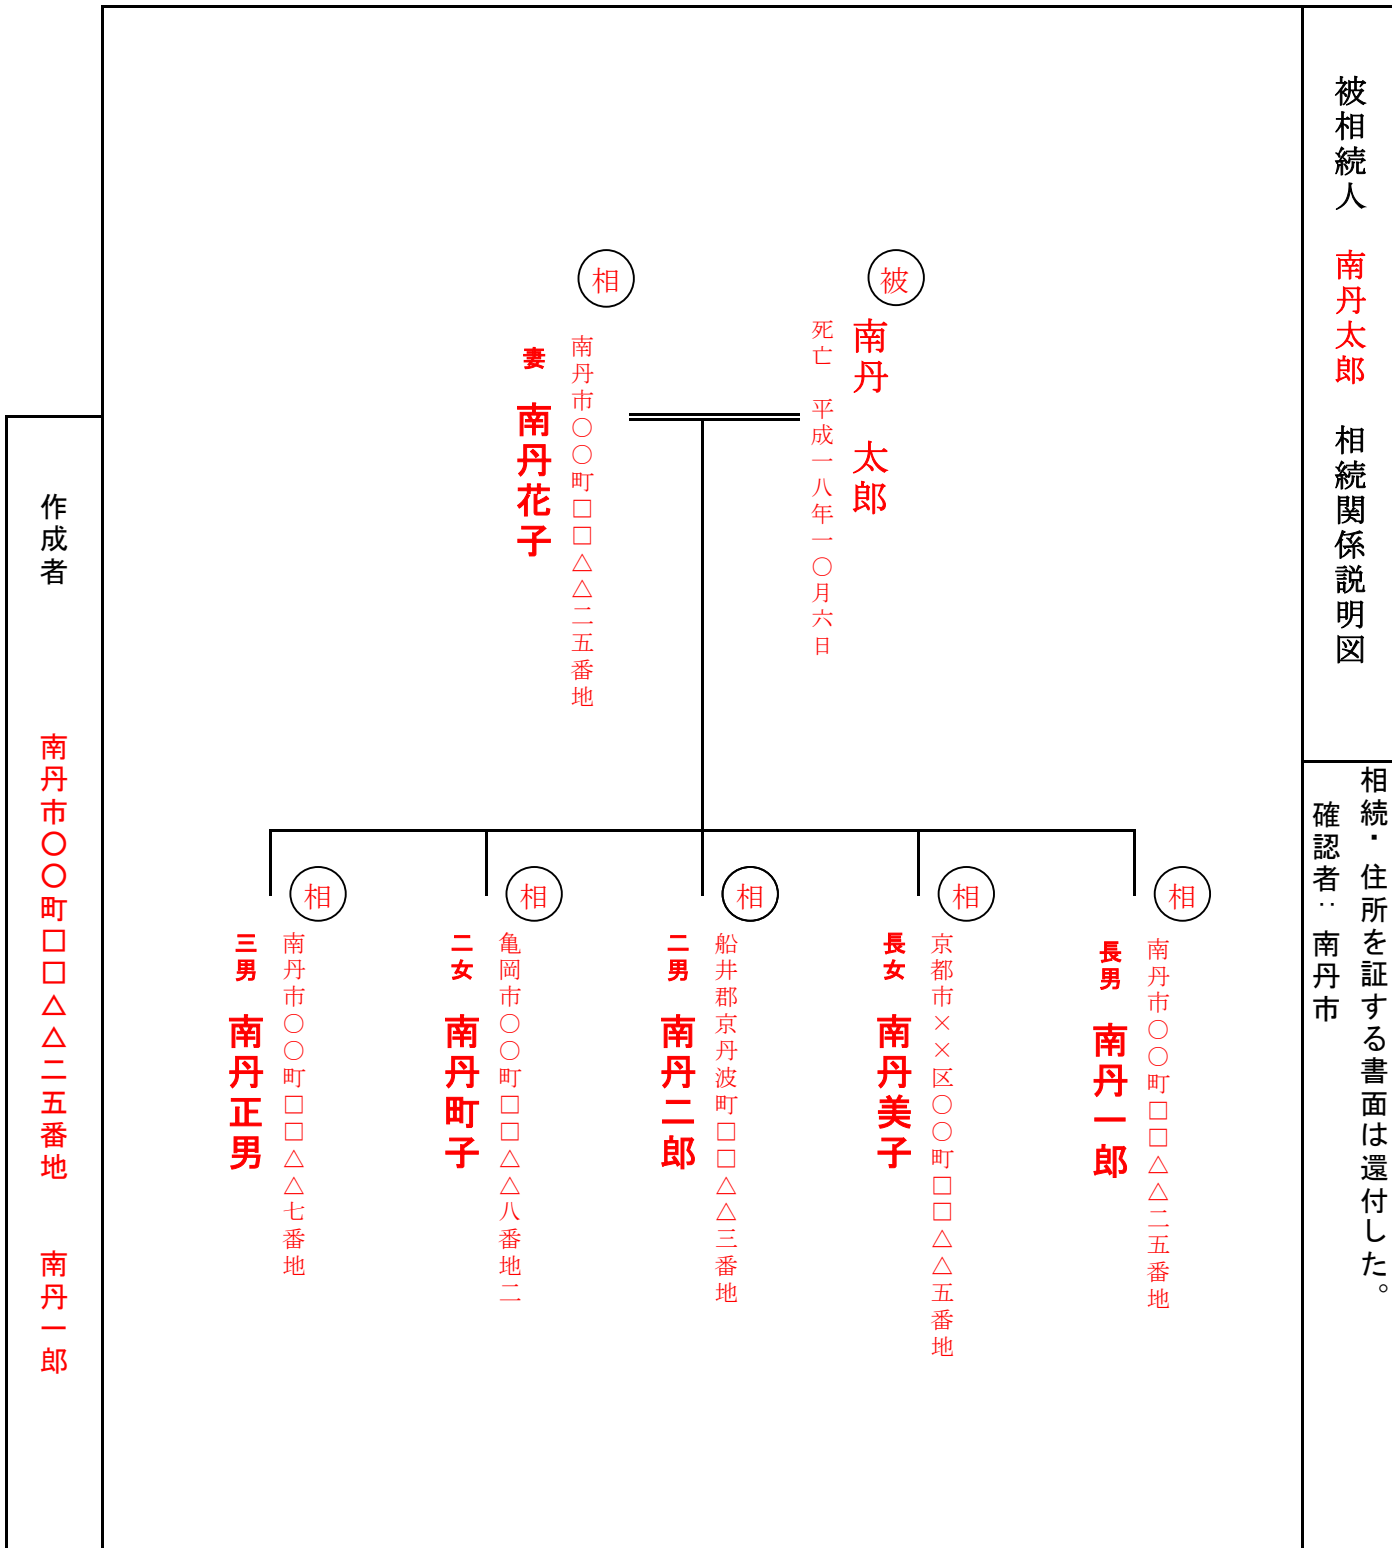 被相続人　南丹太郎　相続関係説明図
相続・住所を証する書面は還付した。
確認者：南丹市
被
南丹　太郎
死亡　平成一八年一〇月六日
相
南丹市〇〇町□□△△二五番地
妻　南丹花子
相
南丹市〇〇町□□△△二五番地
長男　南丹一郎
相
京都市××区〇〇町□□△△五番地
長女　南丹美子
相
船井郡京丹波町□□△△三番地
二男　南丹二郎
相
亀岡市〇〇町□□△△八番地二
二女　南丹町子
相
南丹市〇〇町□□△△七番地
三男　南丹正男
作成者　南丹市〇〇町□□△△二五番地　南丹一郎